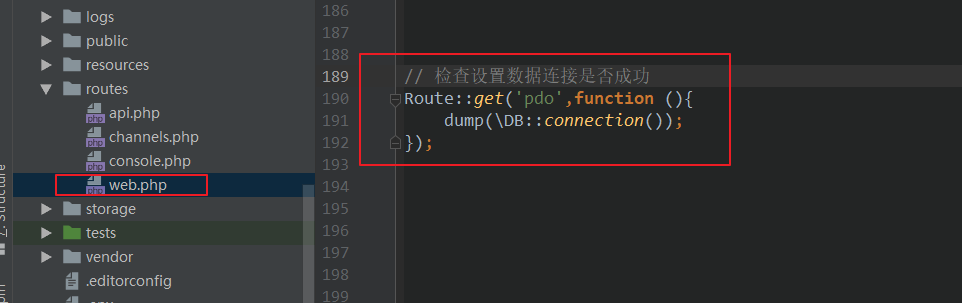 logs
public
resources
routes
api.php
channels.php
console.php
web.php
storage
tests
vendor
.editorconfig
Z: Structure
186
187
188
189 // 检查设置数据连接是否成功
190 Route::get('pdo',function (){
191 dump(\DB::connection());
192 });
193
194
195
196
197
198
199